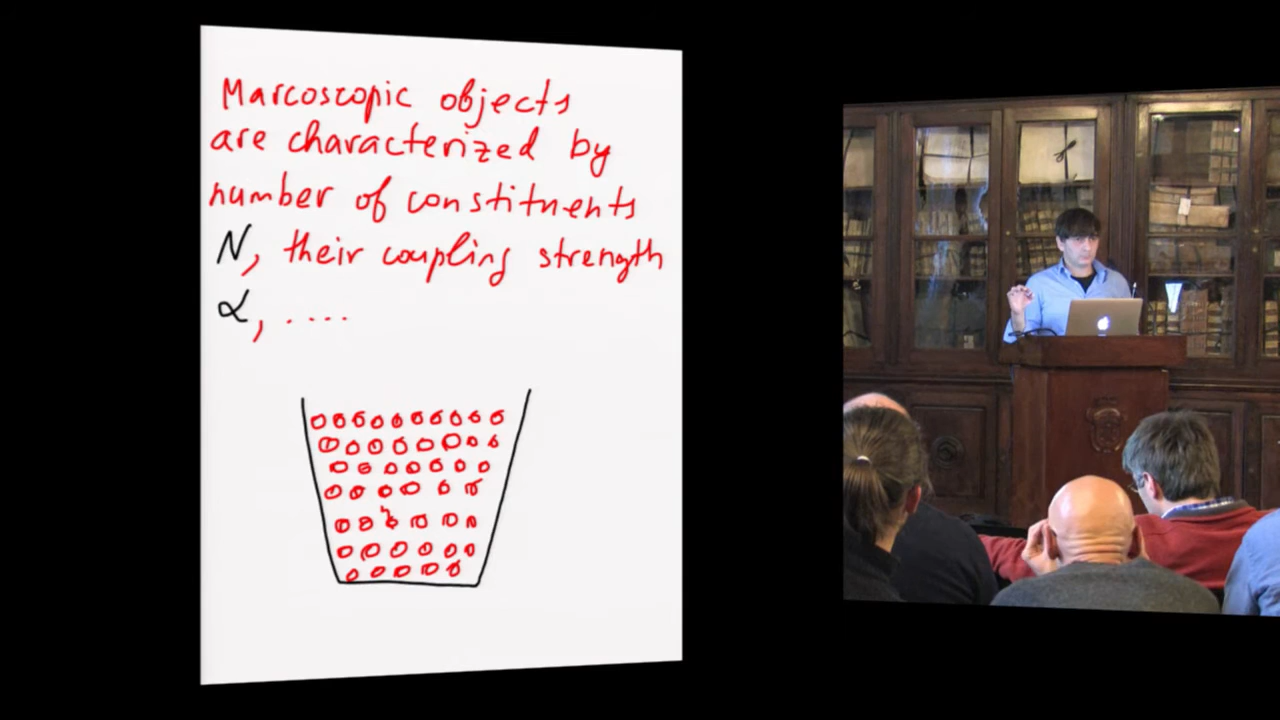 Marcoscopic objects
are characterized by
number of constituents
N, their coupling strength
α, ....